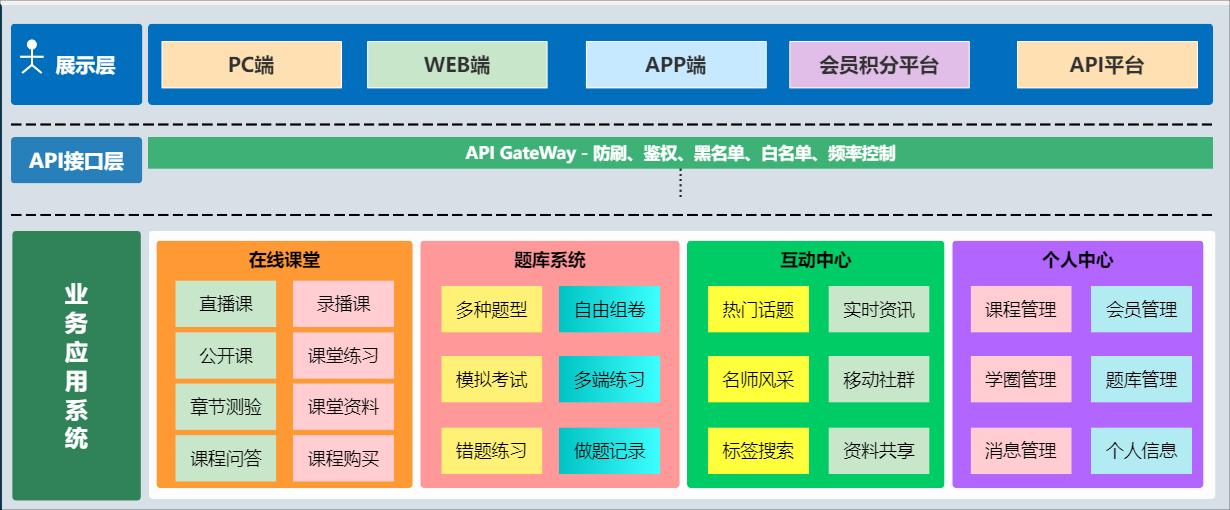 展示层
PC端
WEB端
APP端
会员积分平台
API平台
API接口层
API GateWay - 防刷、鉴权、黑名单、白名单、频率控制
业务应用系统
在线课堂
直播课
录播课
公开课
课堂练习
章节测验
课堂资料
课程问答
课程购买
题库系统
多种题型
自由组卷
模拟考试
多端练习
错题练习
做题记录
互动中心
热门话题
实时资讯
名师风采
移动社群
标签搜索
资料共享
个人中心
课程管理
会员管理
学圈管理
题库管理
消息管理
个人信息